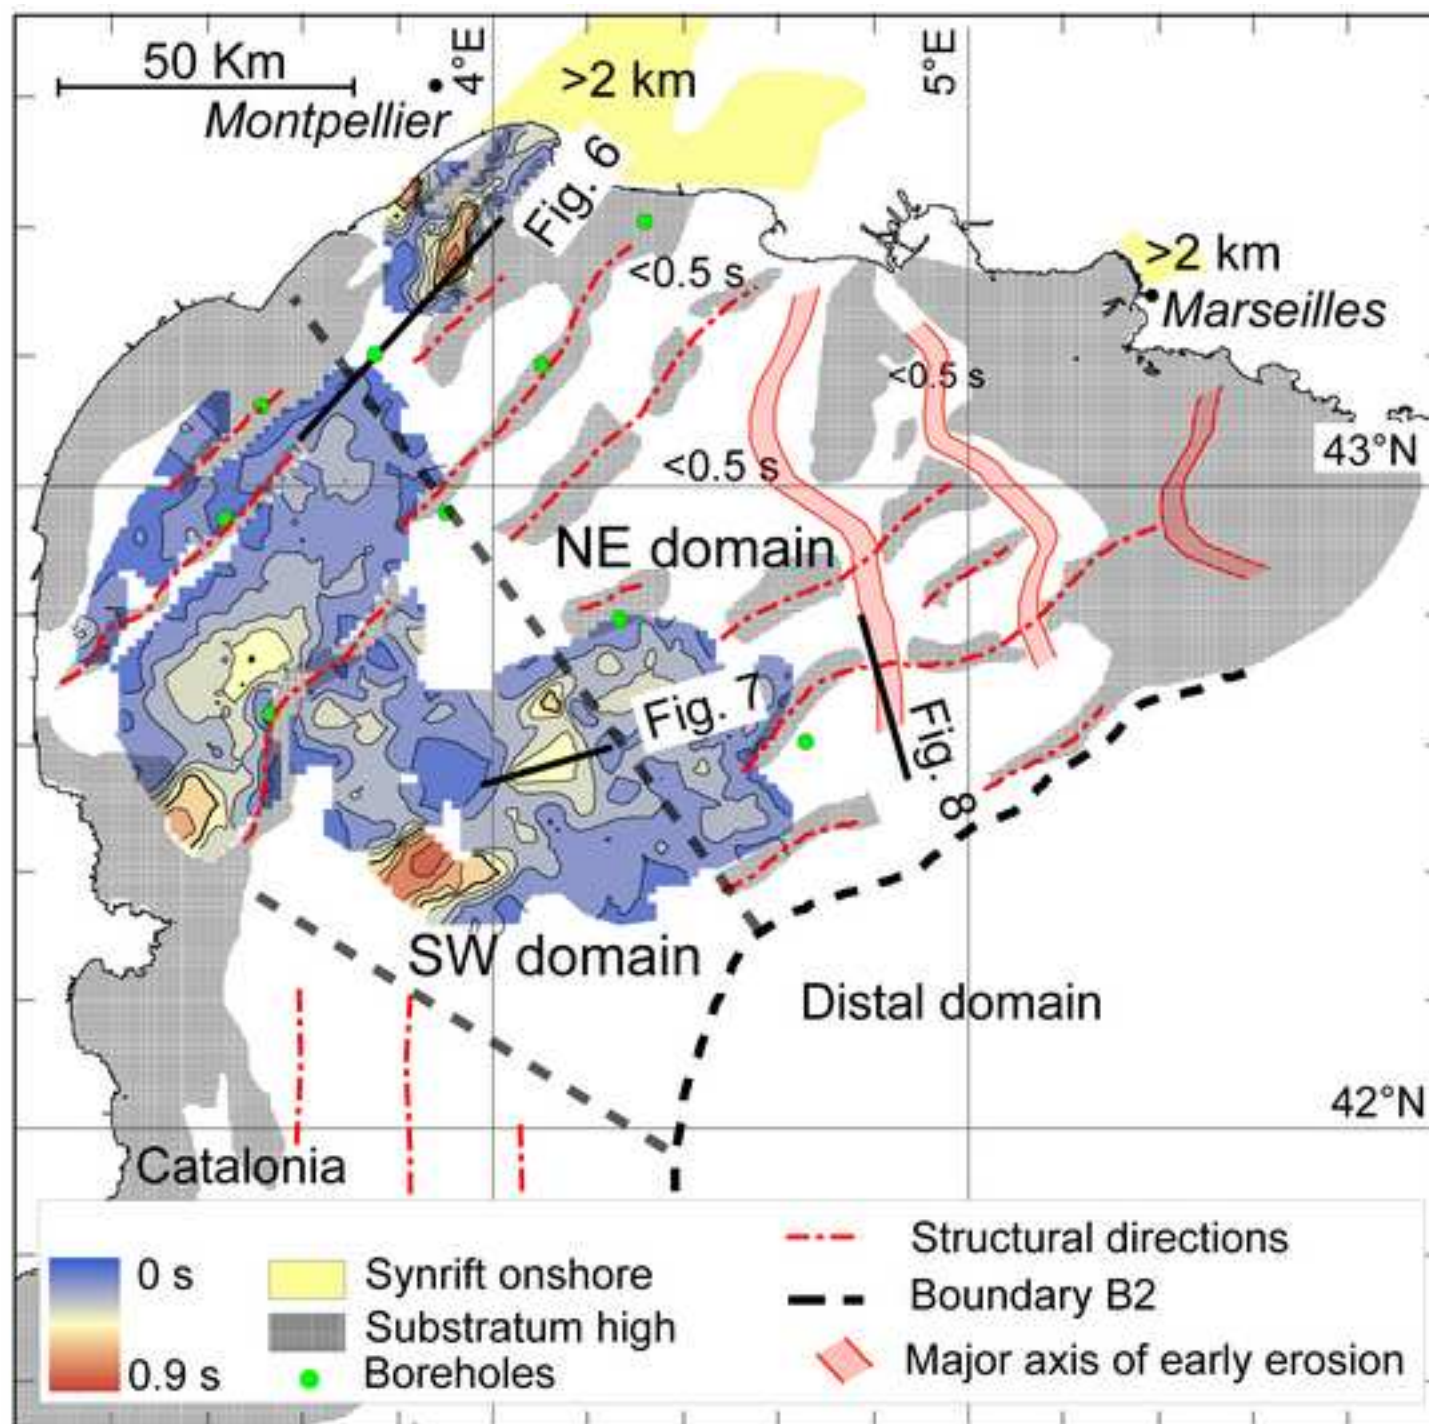 50 Km
4°E
5°E
>2 km
Montpellier
Fig. 6
>2 km
<0.5 s
Marseilles
<0.5 s
43°N
<0.5 s
NE domain
Fig. 7
Fig. 8
SW domain
Distal domain
42°N
Catalonia
0 s
0.9 s
Synrift onshore
Substratum high
Boreholes
Structural directions
Boundary B2
Major axis of early erosion